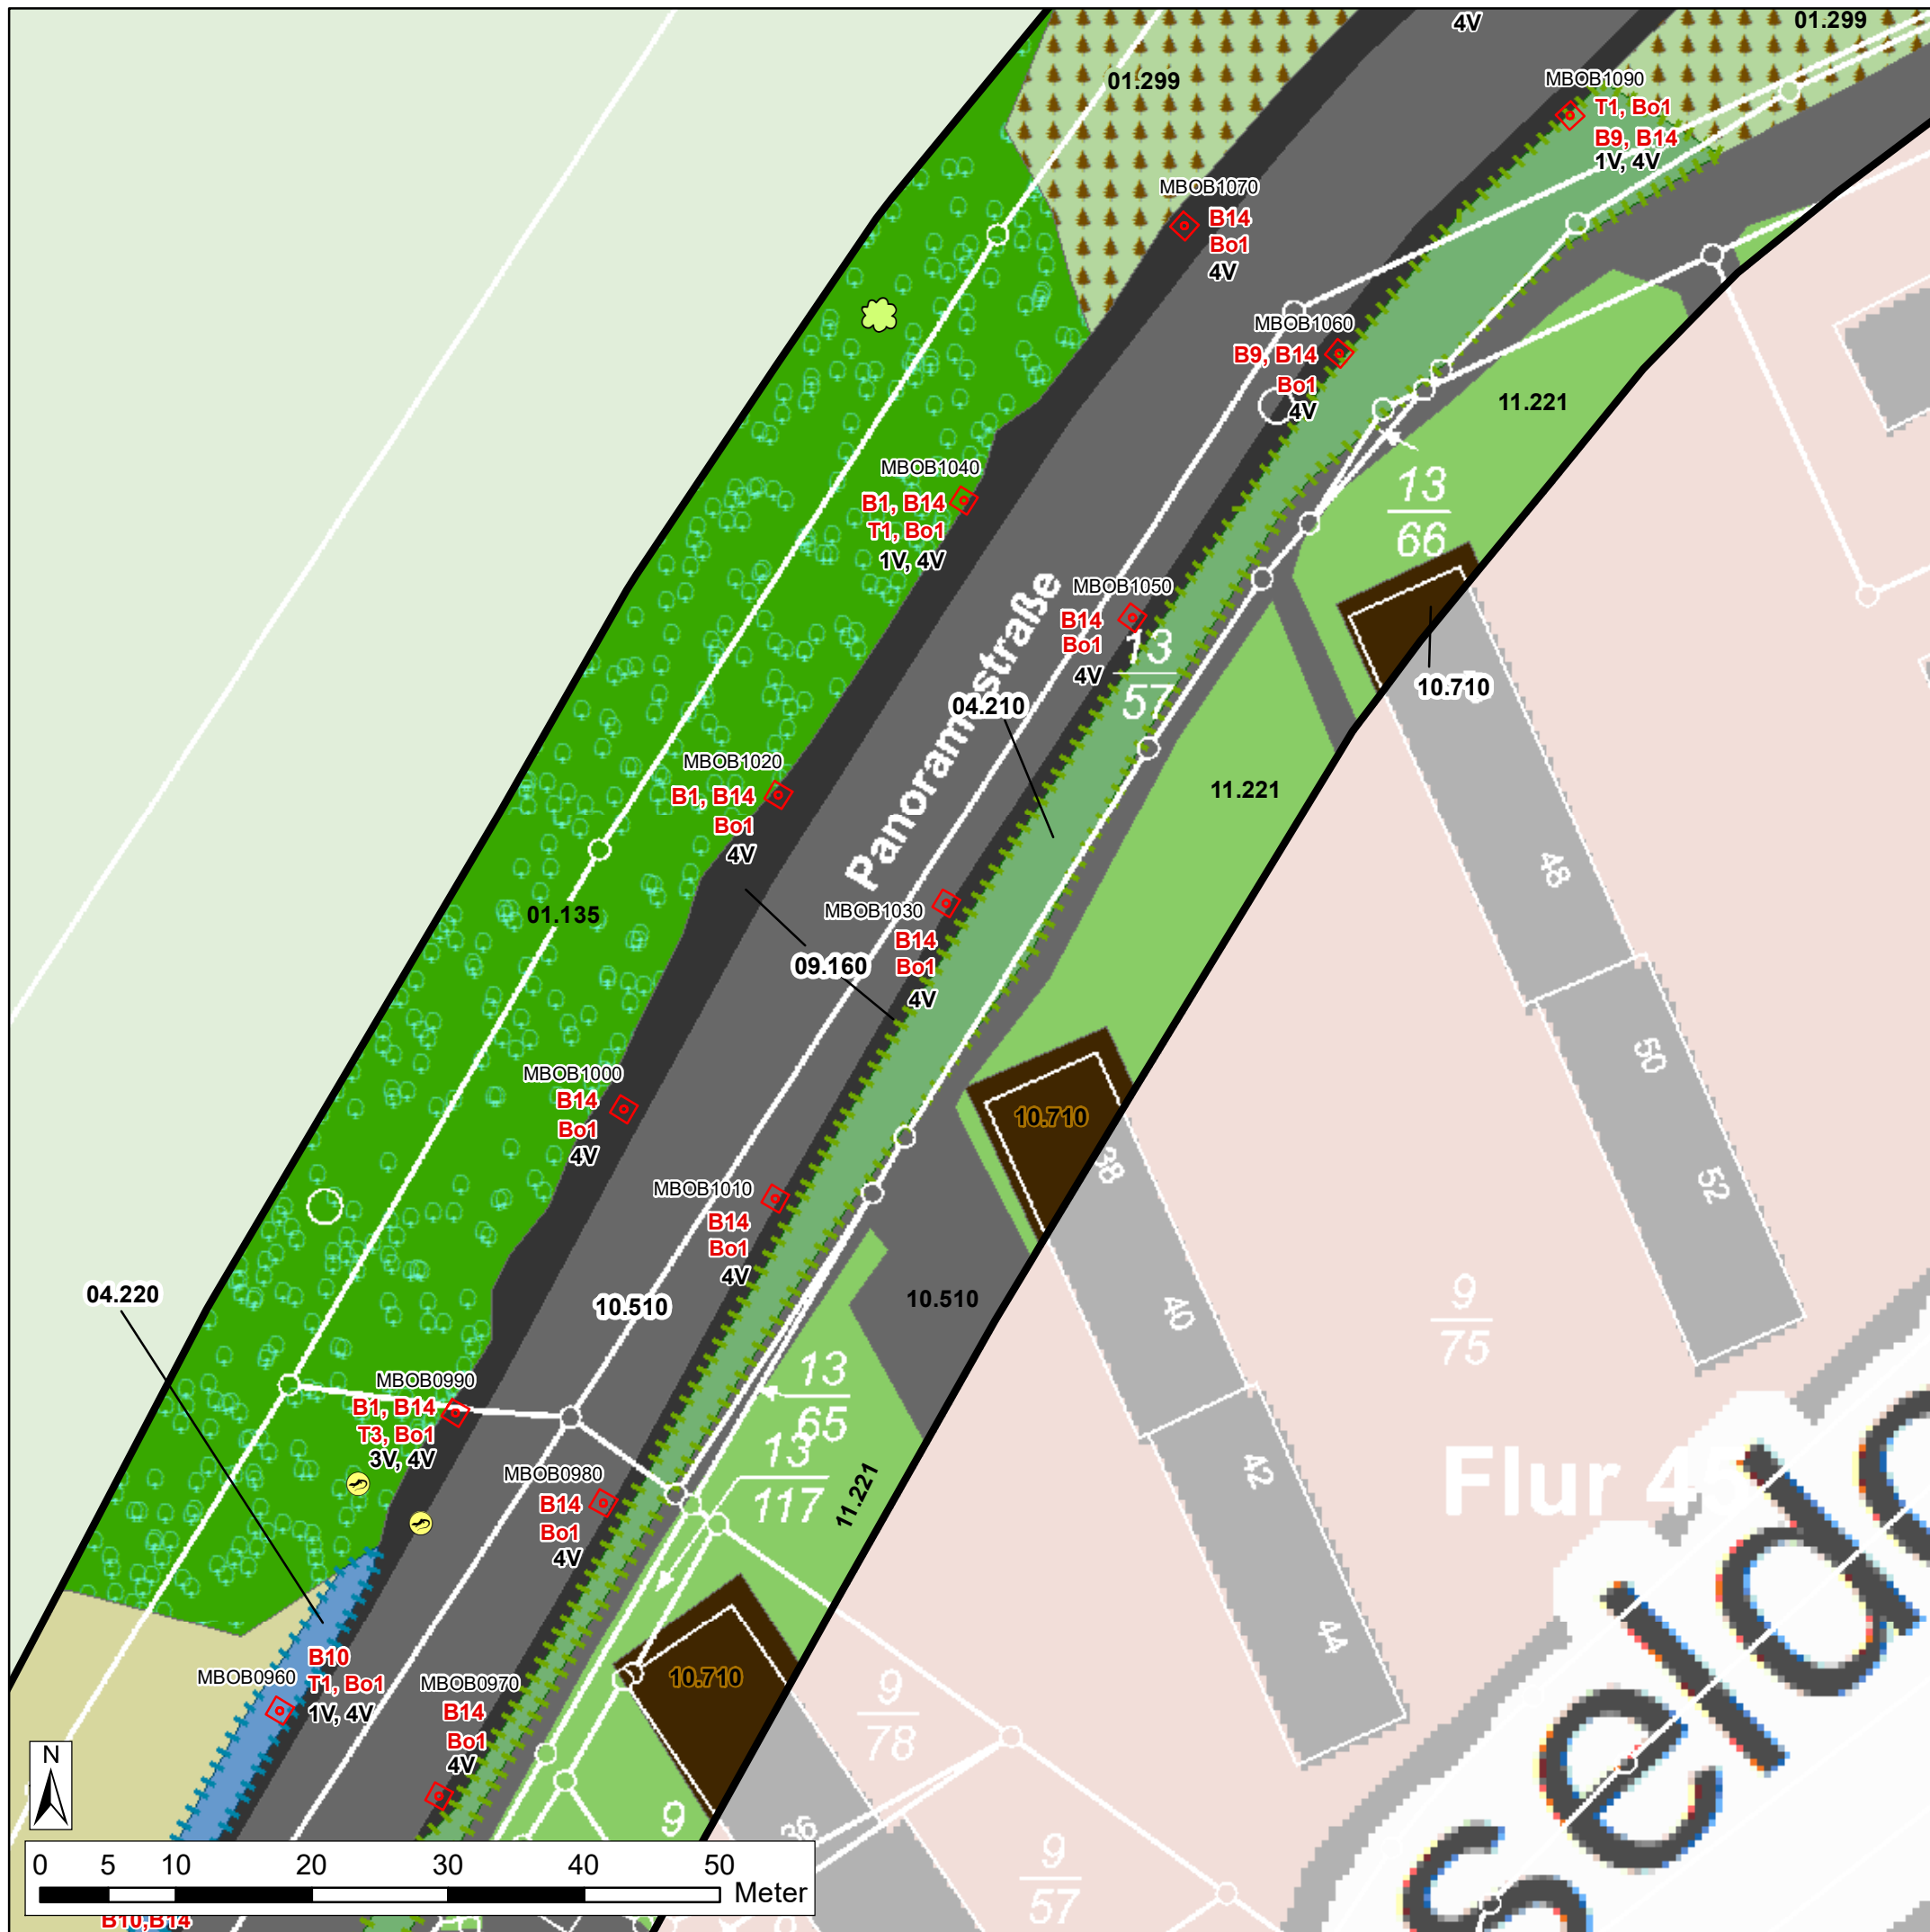 4V
01.299
01.299
MBOB1090
T1, Bo1
B9, B14
1V, 4V
MBOB1070
B14
Bo1
4V
MBOB1060
B9, B14
Bo1
4V
11.221
MBOB1040
B1, B14
T1, Bo1
1V, 4V
13
66
Panoramastraße
MBOB1050
B14
Bo1
4V
13
57
04.210
10.710
MBOB1020
B1, B14
Bo1
4V
11.221
48
01.135
MBOB1030
B14
Bo1
4V
09.160
50
MBOB1000
B14
Bo1
4V
10.710
38
52
MBOB1010
B14
Bo1
4V
04.220
10.510
10.510
40
9
75
MBOB0990
B1, B14
T3, Bo1
3V, 4V
13
65
13
117
11.221
42
Flur 45
MBOB0980
B14
Bo1
4V
44
MBOB0960
B10
T1, Bo1
1V, 4V
MBOB0970
B14
Bo1
4V
10.710
9
78
N
9
36
9
57
seld
0 5 10 20 30 40 50
Meter
B10,B14